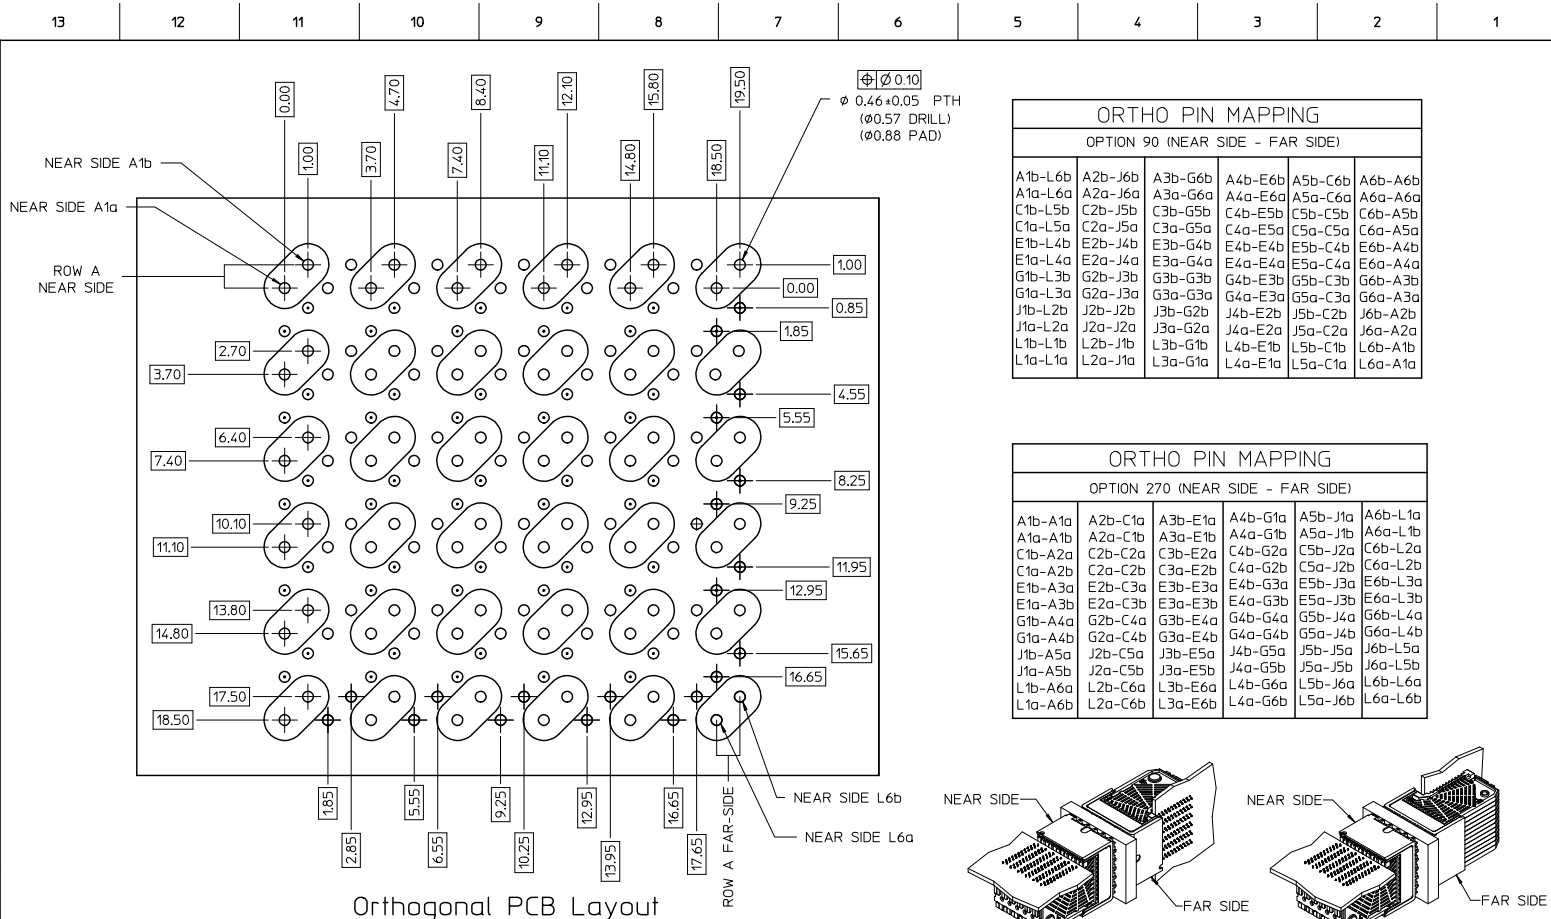 13 12 11 10 9 8 7 6 5 4 3 2 1
0.00 4.70 8.40 12.10 15.80 19.50
1.00 3.70 7.40 11.10 14.80 18.50
⌖ Ø 0.10
Ø 0.46±0.05 PTH
(Ø0.57 DRILL)
(Ø0.88 PAD)
NEAR SIDE A1b
NEAR SIDE A1a
ROW A
NEAR SIDE
1.00
0.00
0.85
1.85
2.70
3.70
4.55
5.55
6.40
7.40
8.25
9.25
10.10
11.10
11.95
12.95
13.80
14.80
15.65
16.65
17.50
18.50
1.85 5.55 9.25 12.95 16.65
2.85 6.55 10.25 13.95 17.65
ROW A FAR-SIDE
NEAR SIDE L6b
NEAR SIDE L6a
Orthogonal PCB Layout
ORTHO PIN MAPPING
OPTION 90 (NEAR SIDE - FAR SIDE)
A1b-L6b A2b-J6b A3b-G6b A4b-E6b A5b-C6b A6b-A6b
A1a-L6a A2a-J6a A3a-G6a A4a-E6a A5a-C6a A6a-A6a
C1b-L5b C2b-J5b C3b-G5b C4b-E5b C5b-C5b C6b-A5b
C1a-L5a C2a-J5a C3a-G5a C4a-E5a C5a-C5a C6a-A5a
E1b-L4b E2b-J4b E3b-G4b E4b-E4b E5b-C4b E6b-A4b
E1a-L4a E2a-J4a E3a-G4a E4a-E4a E5a-C4a E6a-A4a
G1b-L3b G2b-J3b G3b-G3b G4b-E3b G5b-C3b G6b-A3b
G1a-L3a G2a-J3a G3a-G3a G4a-E3a G5a-C3a G6a-A3a
J1b-L2b J2b-J2b J3b-G2b J4b-E2b J5b-C2b J6b-A2b
J1a-L2a J2a-J2a J3a-G2a J4a-E2a J5a-C2a J6a-A2a
L1b-L1b L2b-J1b L3b-G1b L4b-E1b L5b-C1b L6b-A1b
L1a-L1a L2a-J1a L3a-G1a L4a-E1a L5a-C1a L6a-A1a
ORTHO PIN MAPPING
OPTION 270 (NEAR SIDE - FAR SIDE)
A1b-A1a A2b-C1a A3b-E1a A4b-G1a A5b-J1a A6b-L1a
A1a-A1b A2a-C1b A3a-E1b A4a-G1b A5a-J1b A6a-L1b
C1b-A2a C2b-C2a C3b-E2a C4b-G2a C5b-J2a C6b-L2a
C1a-A2b C2a-C2b C3a-E2b C4a-G2b C5a-J2b C6a-L2b
E1b-A3a E2b-C3a E3b-E3a E4b-G3a E5b-J3a E6b-L3a
E1a-A3b E2a-C3b E3a-E3b E4a-G3b E5a-J3b E6a-L3b
G1b-A4a G2b-C4a G3b-E4a G4b-G4a G5b-J4a G6b-L4a
G1a-A4b G2a-C4b G3a-E4b G4a-G4b G5a-J4b G6a-L4b
J1b-A5a J2b-C5a J3b-E5a J4b-G5a J5b-J5a J6b-L5a
J1a-A5b J2a-C5b J3a-E5b J4a-G5b J5a-J5b J6a-L5b
L1b-A6a L2b-C6a L3b-E6a L4b-G6a L5b-J6a L6b-L6a
L1a-A6b L2a-C6b L3a-E6b L4a-G6b L5a-J6b L6a-L6b
NEAR SIDE
FAR SIDE
NEAR SIDE
FAR SIDE